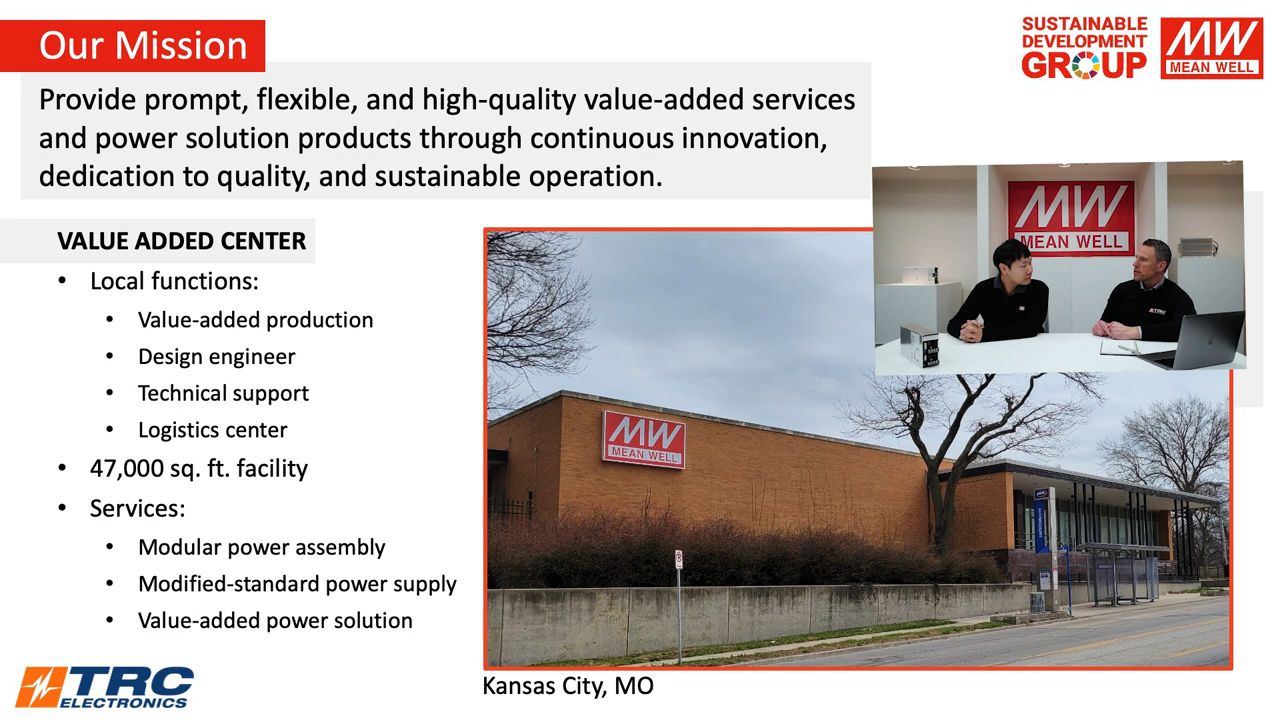 Our Mission
SUSTAINABLE
DEVELOPMENT
GROUP
MW
MEAN WELL
Provide prompt, flexible, and high-quality value-added services
and power solution products through continuous innovation,
dedication to quality, and sustainable operation.
MW
MEAN WELL
TRC
VALUE ADDED CENTER
• Local functions:
• Value-added production
• Design engineer
• Technical support
• Logistics center
• 47,000 sq. ft. facility
• Services:
• Modular power assembly
• Modified-standard power supply
• Value-added power solution
MW
MEAN WELL
TRC
ELECTRONICS
Kansas City, MO